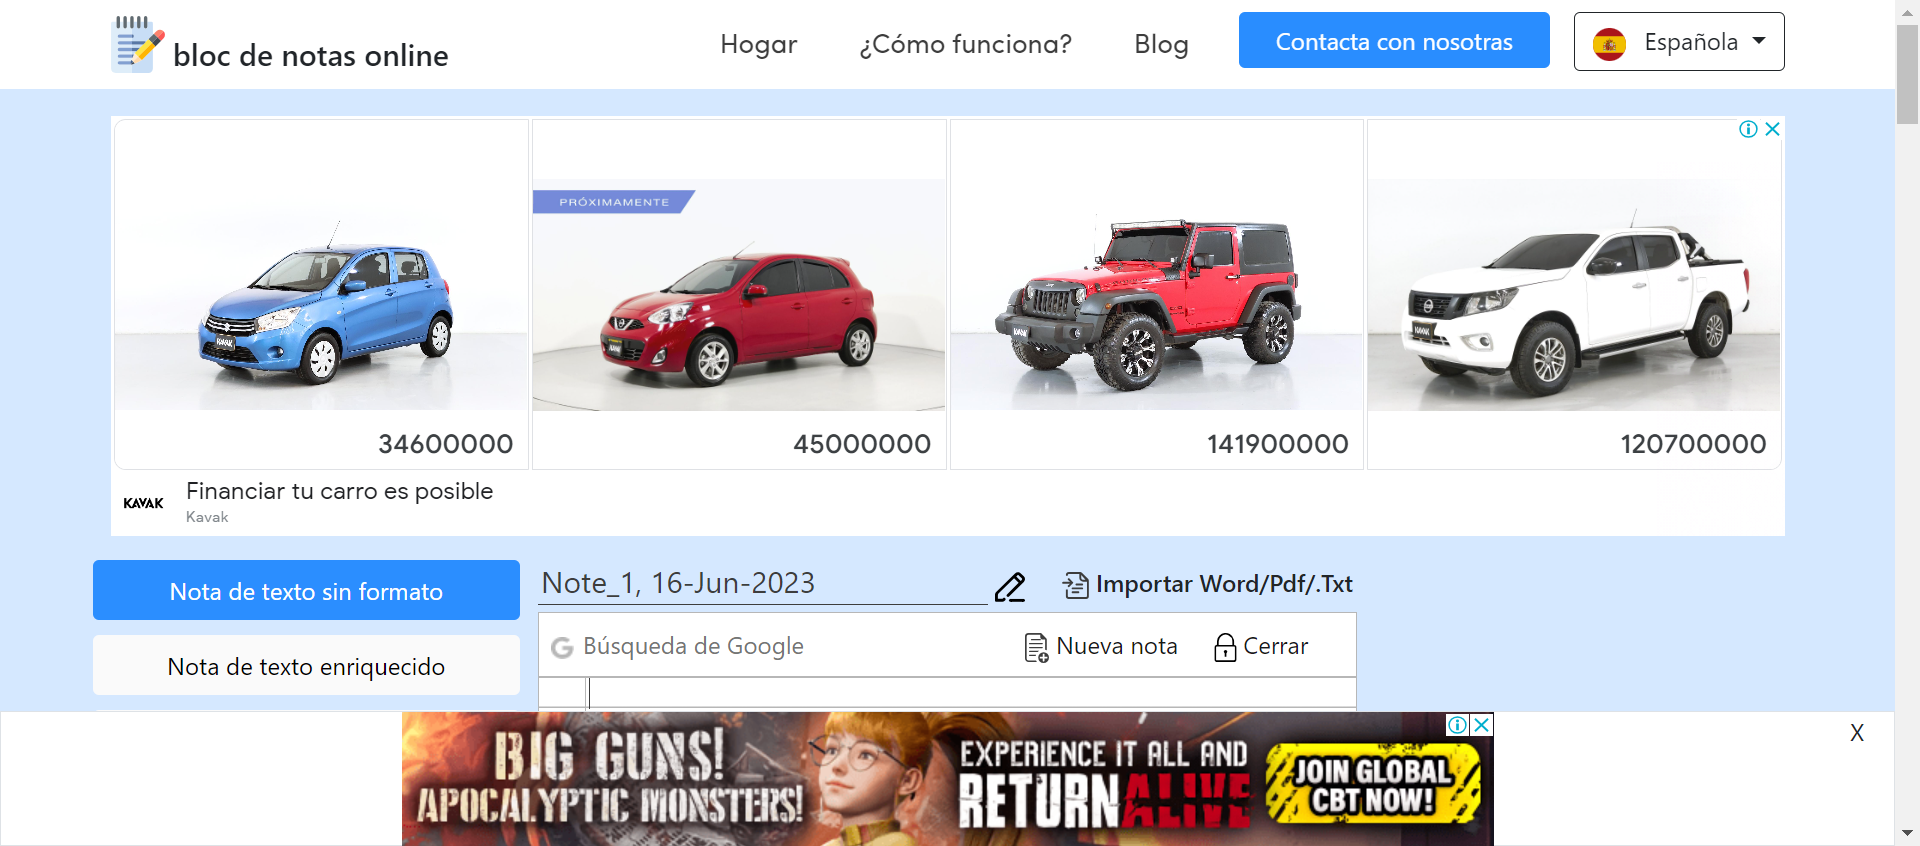 bloc de notas online
Hogar
¿Cómo funciona?
Blog
Contacta con nosotras
Española
PRÓXIMAMENTE
34600000
45000000
141900000
120700000
KAVAK
Financiar tu carro es posible
Kavak
Nota de texto sin formato
Note_1, 16-Jun-2023
Importar Word/Pdf/.Txt
Nota de texto enriquecido
Búsqueda de Google
Nueva nota
Cerrar
BIG GUNS!
APOCALYPTIC MONSTERS!
EXPERIENCE IT ALL AND
RETURN ALIVE
JOIN GLOBAL
CBT NOW!
X